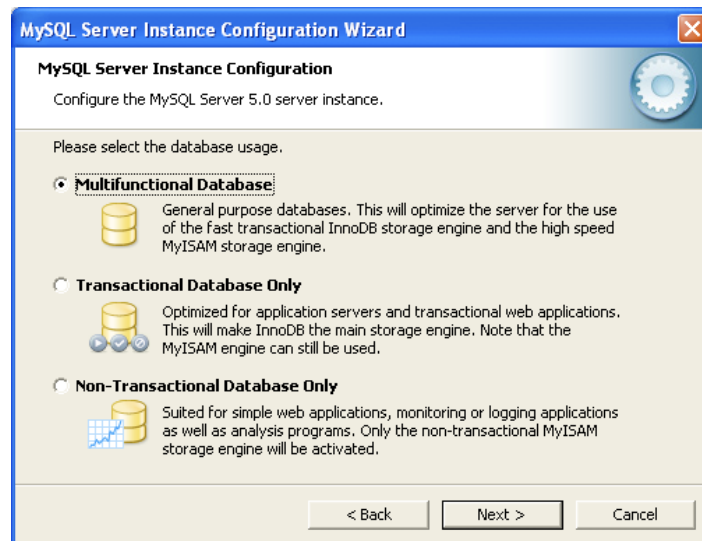 MySQL Server Instance Configuration Wizard
MySQL Server Instance Configuration
Configure the MySQL Server 5.0 server instance.
Please select the database usage.
Multifunctional Database
General purpose databases. This will optimize the server for the use
of the fast transactional InnoDB storage engine and the high speed
MyISAM storage engine.
Transactional Database Only
Optimized for application servers and transactional web applications.
This will make InnoDB the main storage engine. Note that the
MyISAM engine can still be used.
Non-Transactional Database Only
Suited for simple web applications, monitoring or logging applications
as well as analysis programs. Only the non-transactional MyISAM
storage engine will be activated.
< Back Next > Cancel